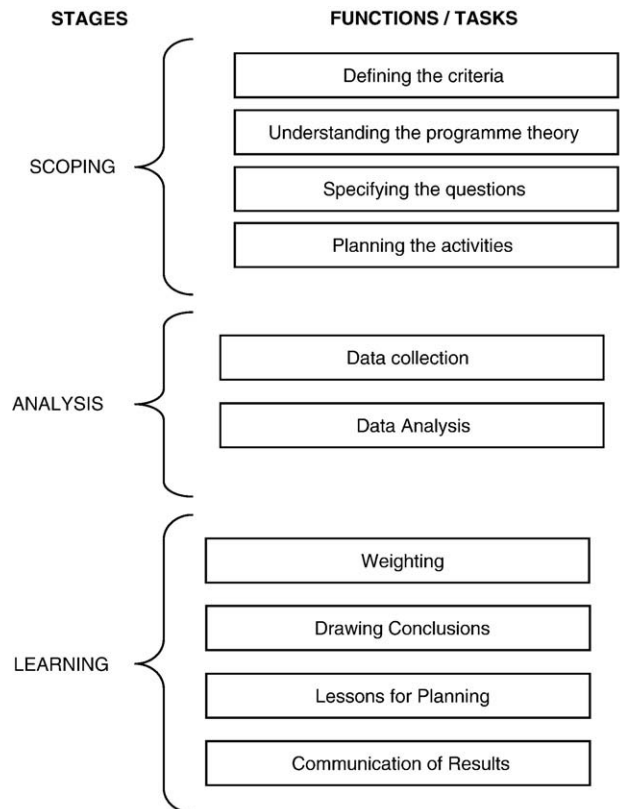 STAGES FUNCTIONS / TASKS
Defining the criteria
Understanding the programme theory
SCOPING
Specifying the questions
Planning the activities
Data collection
ANALYSIS
Data Analysis
Weighting
Drawing Conclusions
LEARNING
Lessons for Planning
Communication of Results